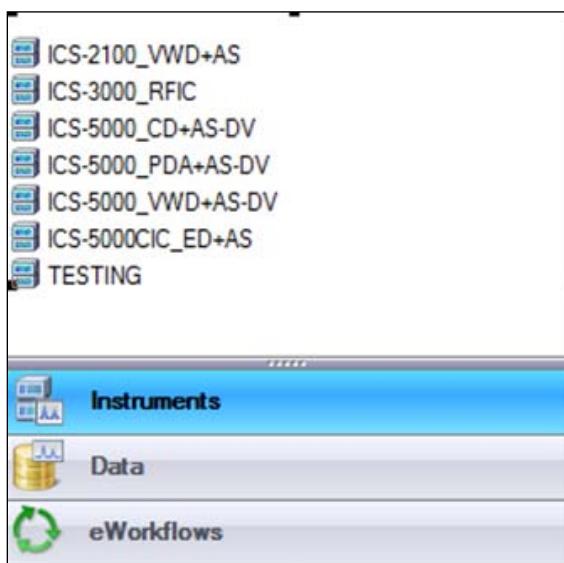 ICS-2100_VWD+AS
ICS-3000_RFIC
ICS-5000_CD+AS-DV
ICS-5000_PDA+AS-DV
ICS-5000_VWD+AS-DV
ICS-5000CIC_ED+AS
TESTING
Instruments
Data
eWorkflows